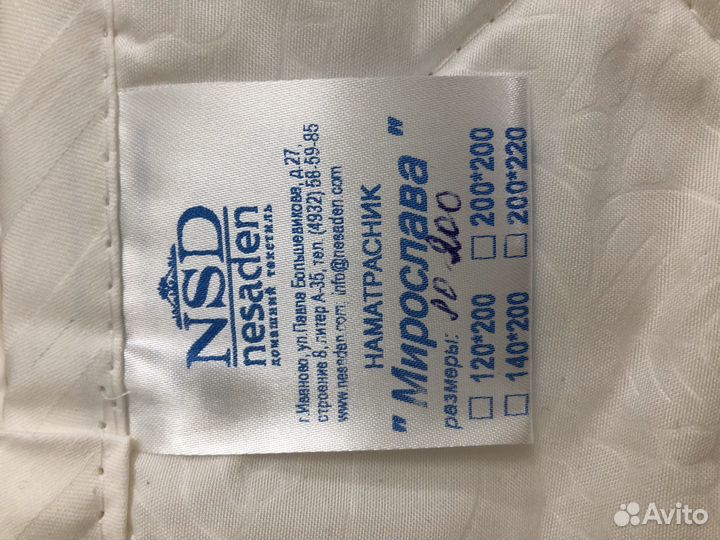 NSD
nesaden
домашний текстиль
г.Иваново, ул.Павла Большевикова, д.27,
строение 8, литер А-35, тел. (4932) 58-59-85
www.nesaden.com info@nesaden.com
НАМАТРАСНИК
"Мирослава"
размеры: 200
120*200 200*200
140*200 200*220
Avito